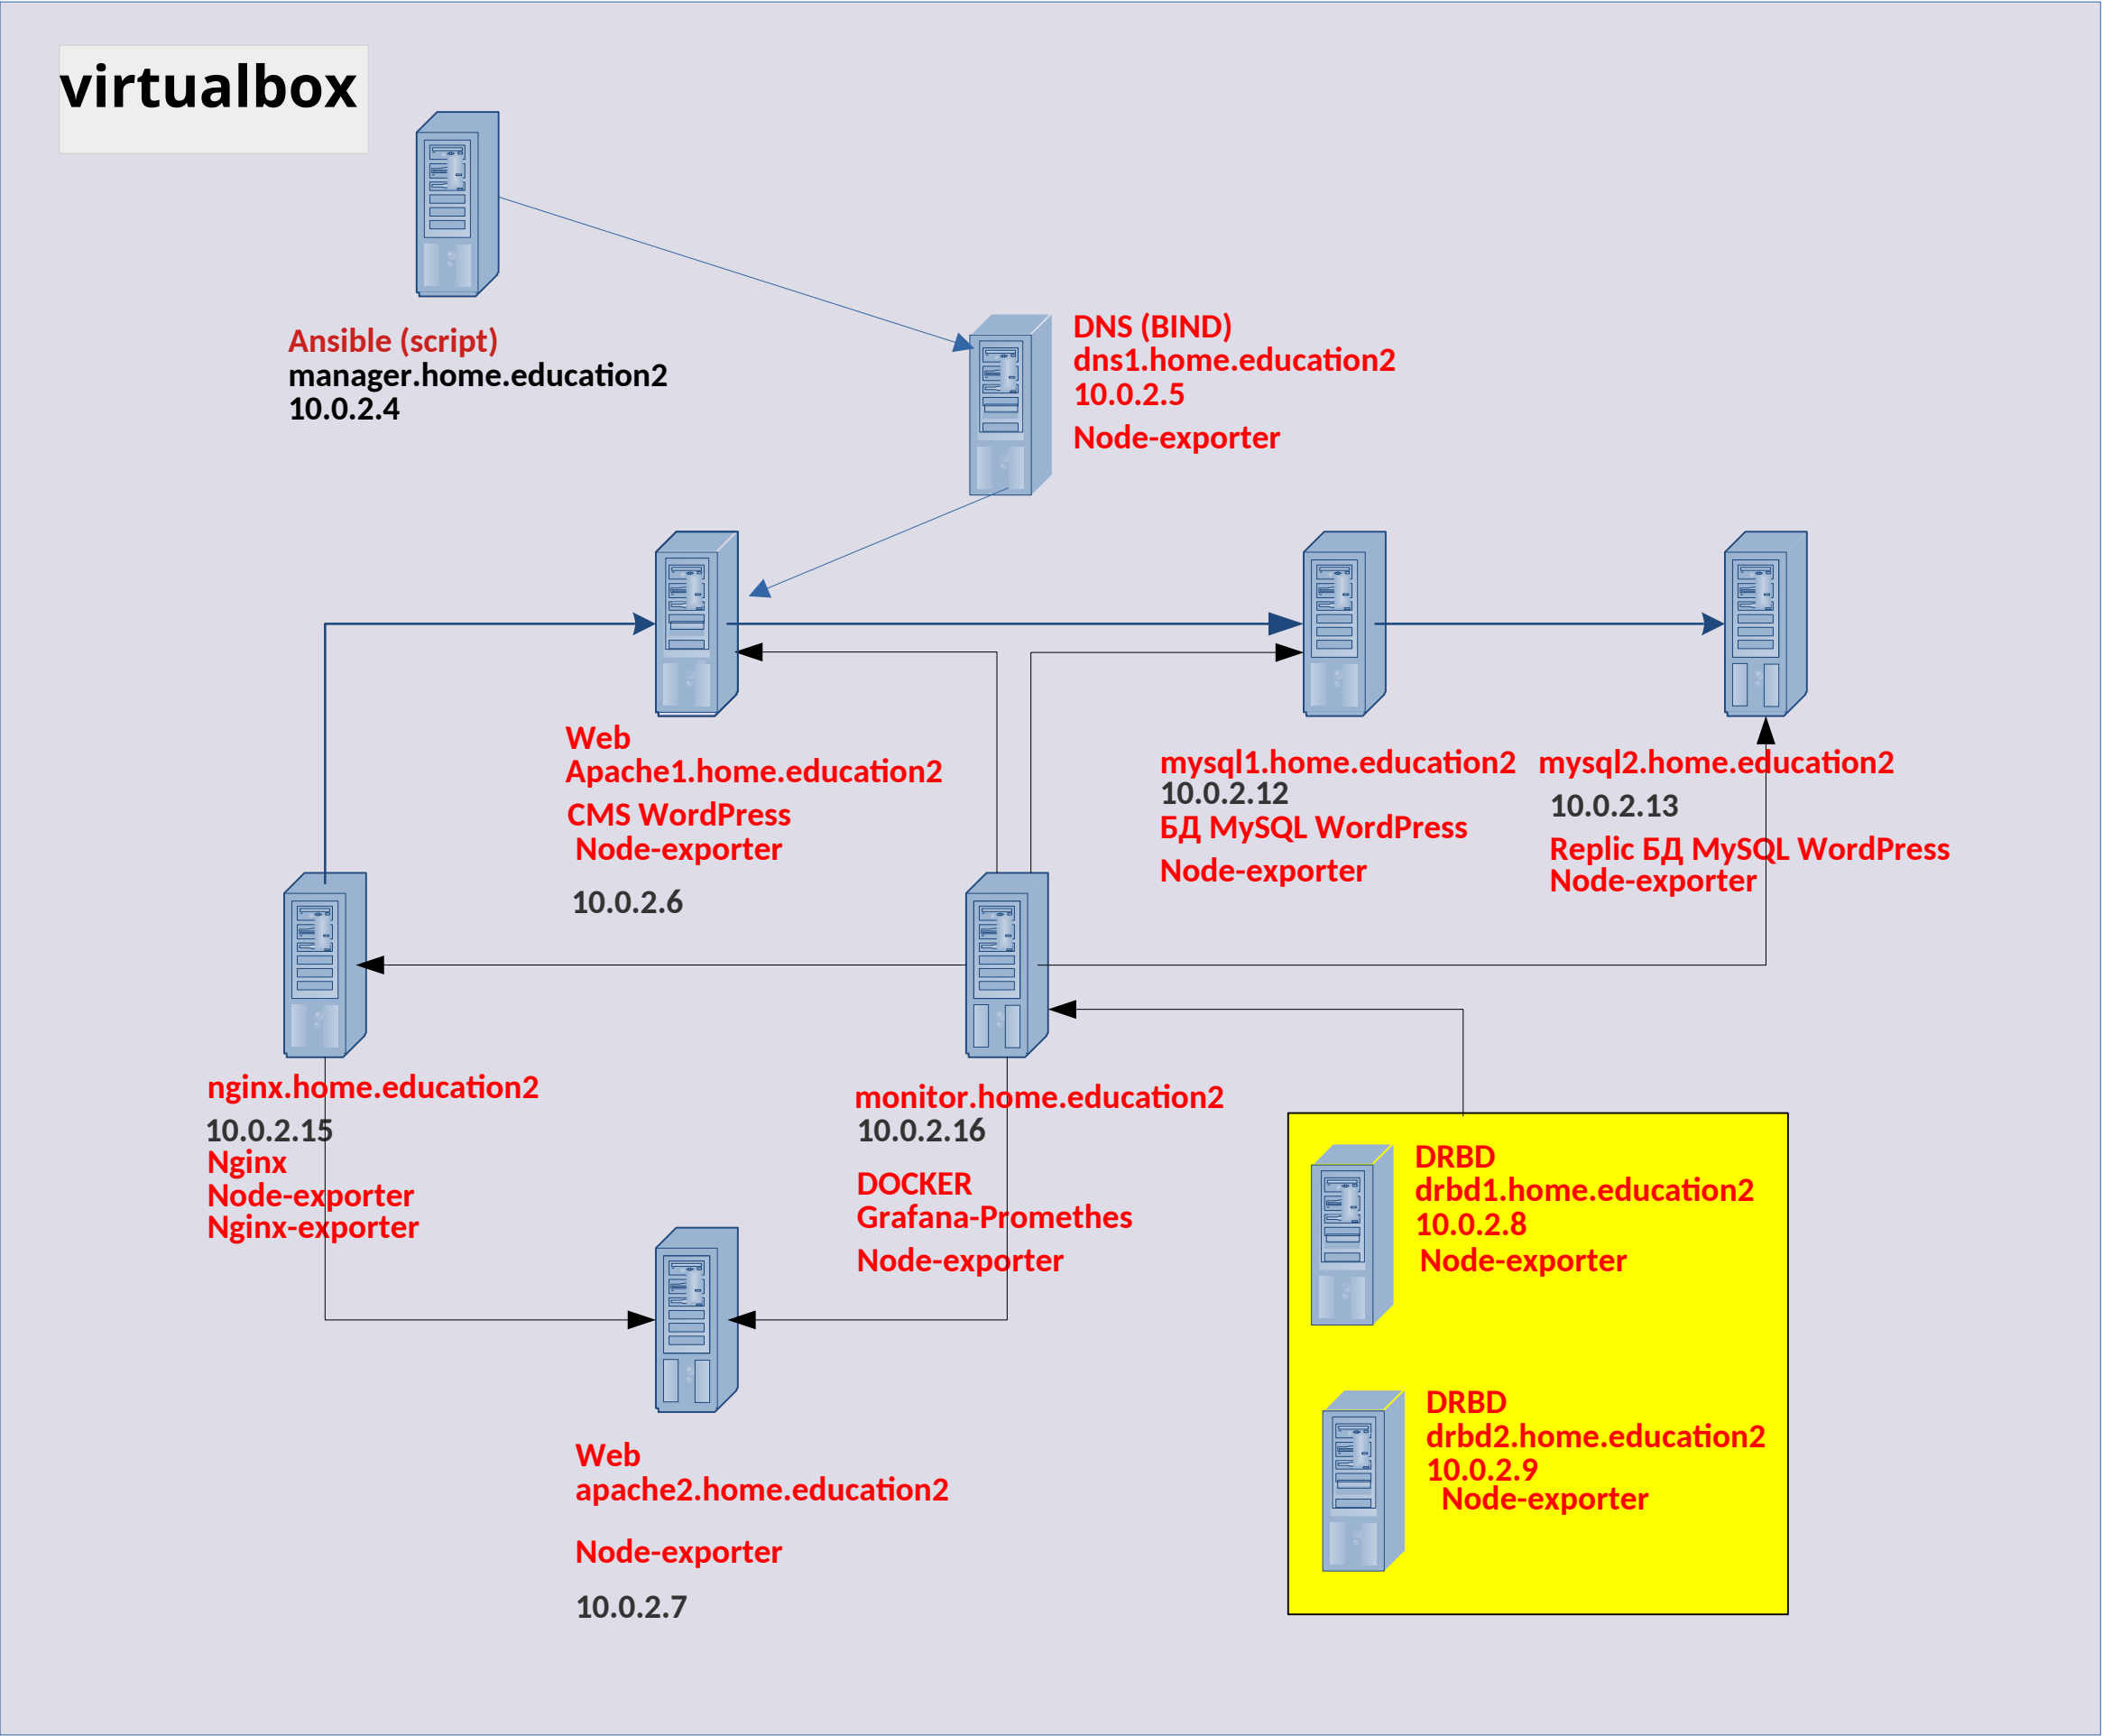 virtualbox
Ansible (script)
manager.home.education2
10.0.2.4
DNS (BIND)
dns1.home.education2
10.0.2.5
Node-exporter
Web
Apache1.home.education2
CMS WordPress
Node-exporter
10.0.2.6
mysql1.home.education2
10.0.2.12
БД MySQL WordPress
Node-exporter
mysql2.home.education2
10.0.2.13
Replic БД MySQL WordPress
Node-exporter
nginx.home.education2
10.0.2.15
Nginx
Node-exporter
Nginx-exporter
monitor.home.education2
10.0.2.16
DOCKER
Grafana-Promethes
Node-exporter
DRBD
drbd1.home.education2
10.0.2.8
Node-exporter
DRBD
drbd2.home.education2
10.0.2.9
Node-exporter
Web
apache2.home.education2
Node-exporter
10.0.2.7